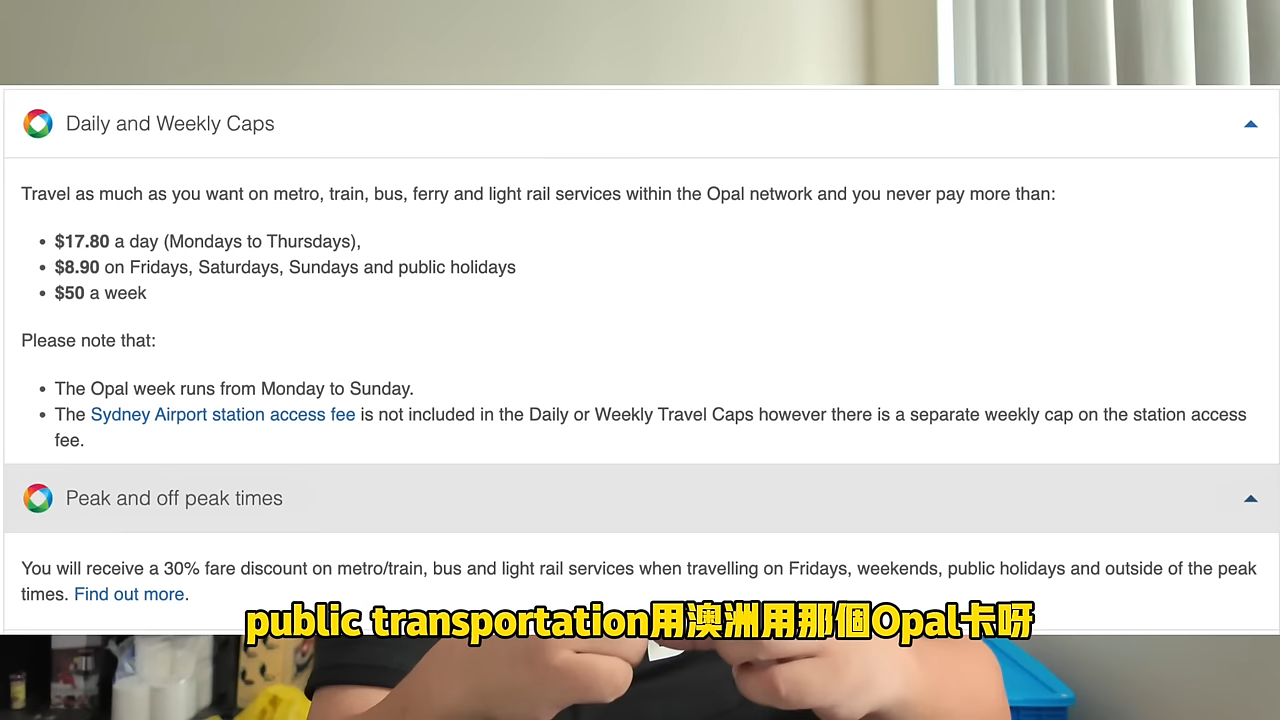 Daily and Weekly Caps
Travel as much as you want on metro, train, bus, ferry and light rail services within the Opal network and you never pay more than:
• $17.80 a day (Mondays to Thursdays),
• $8.90 on Fridays, Saturdays, Sundays and public holidays
• $50 a week
Please note that:
• The Opal week runs from Monday to Sunday.
• The Sydney Airport station access fee is not included in the Daily or Weekly Travel Caps however there is a separate weekly cap on the station access
fee.
Peak and off peak times
You will receive a 30% fare discount on metro/train, bus and light rail services when travelling on Fridays, weekends, public holidays and outside of the peak
times. Find out more.
public transportation用澳洲用那個Opal卡呀